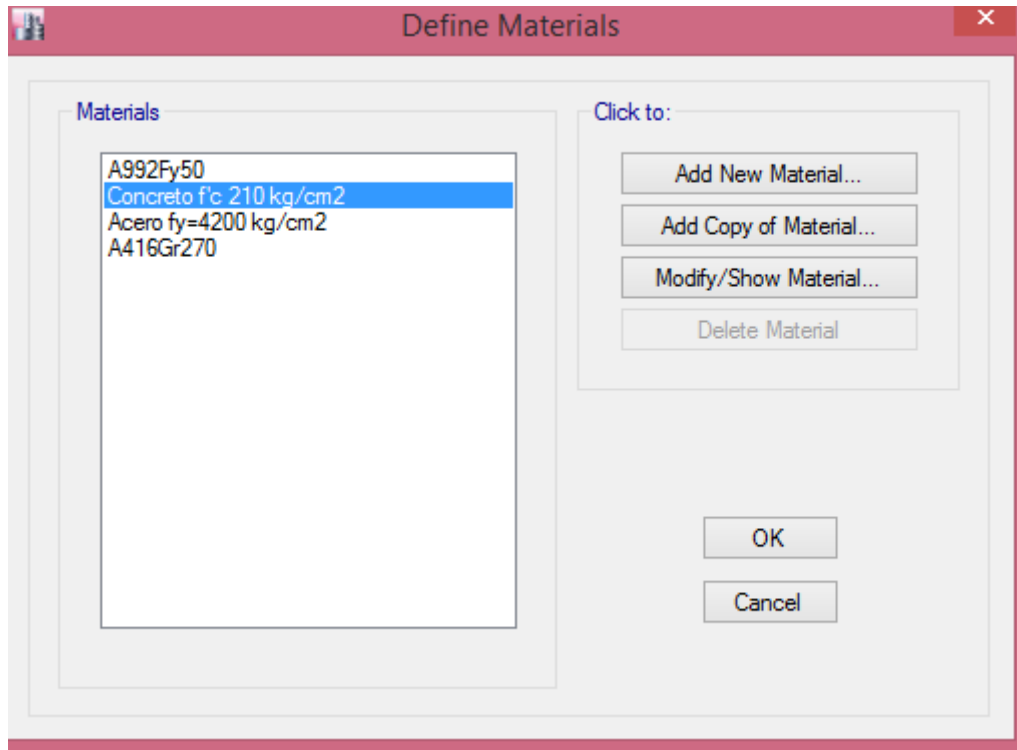 Define Materials
Materials
A992Fy50
Concreto f'c 210 kg/cm2
Acero fy=4200 kg/cm2
A416Gr270
Click to:
Add New Material...
Add Copy of Material...
Modify/Show Material...
Delete Material
OK
Cancel